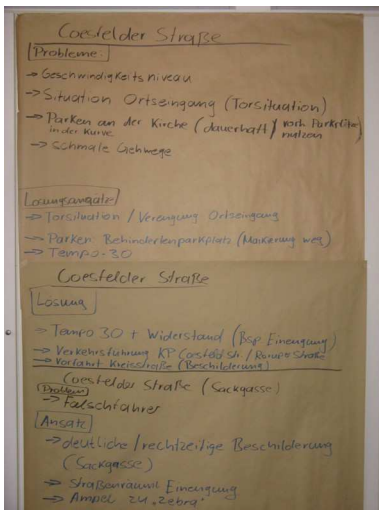 Coesfelder Straße
Probleme:
→ Geschwindigkeitsniveau
→ Situation Ortseingang (Torsituation)
→ Parken an der Kirche (dauerhaft / vorh. Parkplätze
in der Kurve nutzen)
→ schmale Gehwege
Lösungsansätze
→ Torsituation / Verengung Ortseingang
→ Parken: Behindertenparkplatz (Markierung weg)
→ Tempo-30
Coesfelder Straße
Lösung
→ Tempo 30 + Widerstand (Bsp Einengung)
→ Verkehrsführung KP Coesfeld Str. / Straße
→ Vorfahrt Kreisstraße (Beschilderung)
Coesfelder Straße (Sackgasse)
Problem
→ Falschfahrer
Ansatz
→ deutliche / rechtzeitige Beschilderung
(Sackgasse)
→ Straßenräuml. Einengung
→ Ampel zu "Zebra"